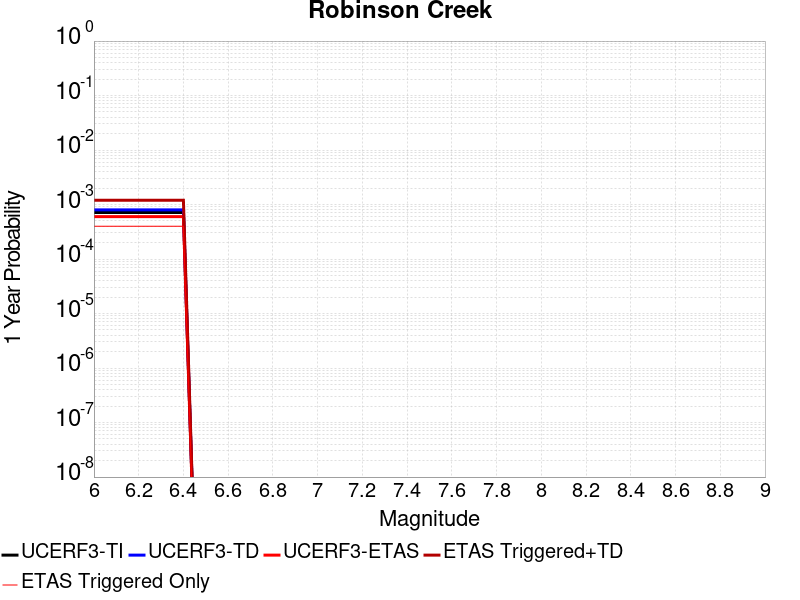 Robinson Creek
10^0
10^-1
10^-2
10^-3
10^-4
10^-5
10^-6
10^-7
10^-8
1 Year Probability
6 6.2 6.4 6.6 6.8 7 7.2 7.4 7.6 7.8 8 8.2 8.4 8.6 8.8 9
Magnitude
UCERF3-TI UCERF3-TD UCERF3-ETAS ETAS Triggered+TD
ETAS Triggered Only